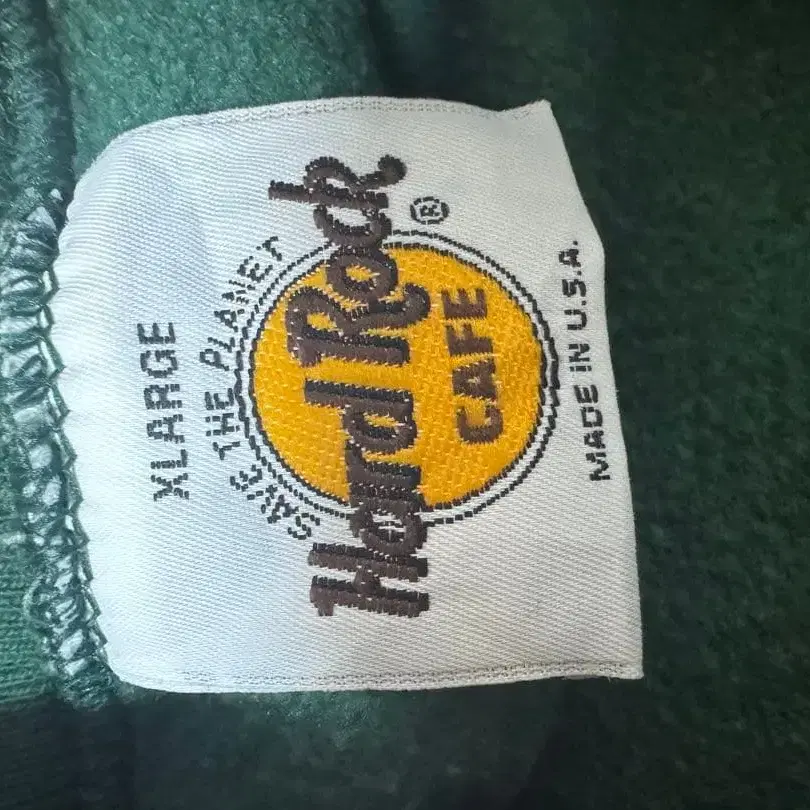 XLARGE
SAVE THE PLANET
Hard Rock ®
CAFE
MADE IN U.S.A.